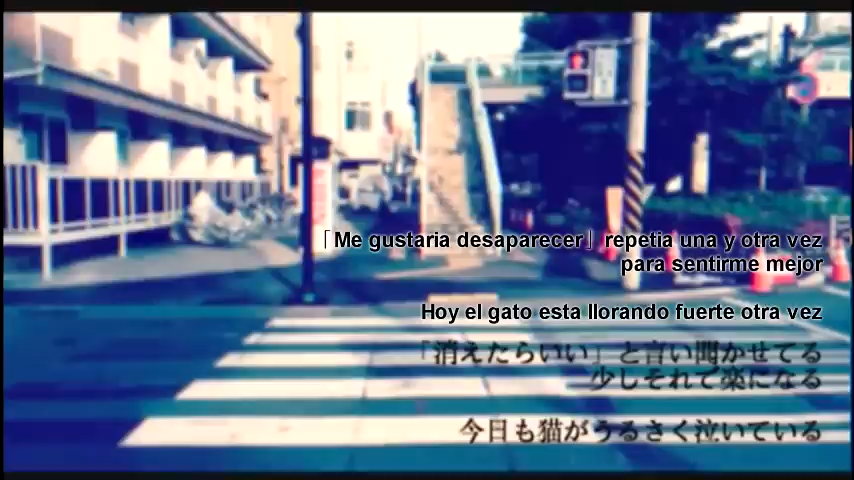 「Me gustaria desaparecer」repetia una y otra vez
para sentirme mejor
Hoy el gato esta llorando fuerte otra vez
「消えたらいい」と言い聞かせてる
少しそれで楽になる
今日も猫がうるさく泣いている